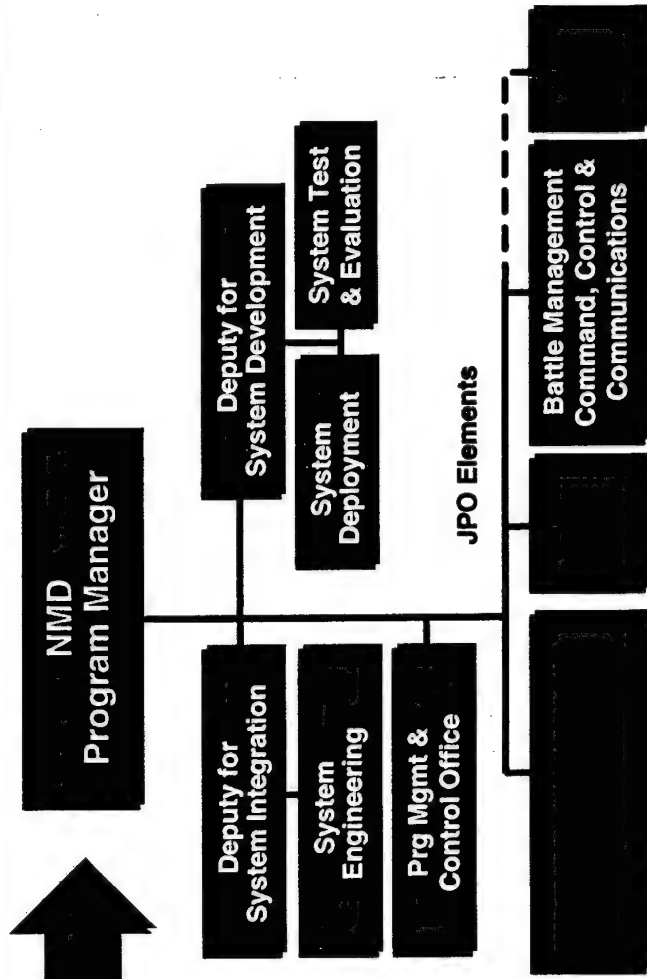 NMD
Program Manager
Deputy for
System Integration
System
Engineering
Prg Mgmt &
Control Office
Deputy for
System Development
System
Deployment
System Test
& Evaluation
JPO Elements
Battle Management
Command, Control &
Communications